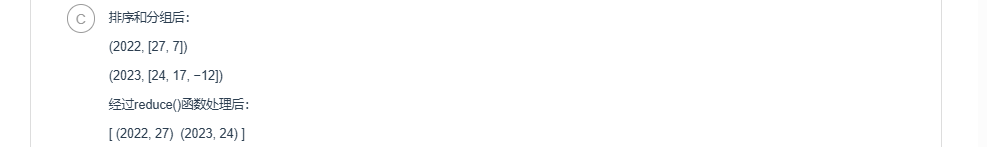 C 排序和分组后：
(2022, [27, 7])
(2023, [24, 17, −12])
经过reduce()函数处理后：
[ (2022, 27)  (2023, 24) ]